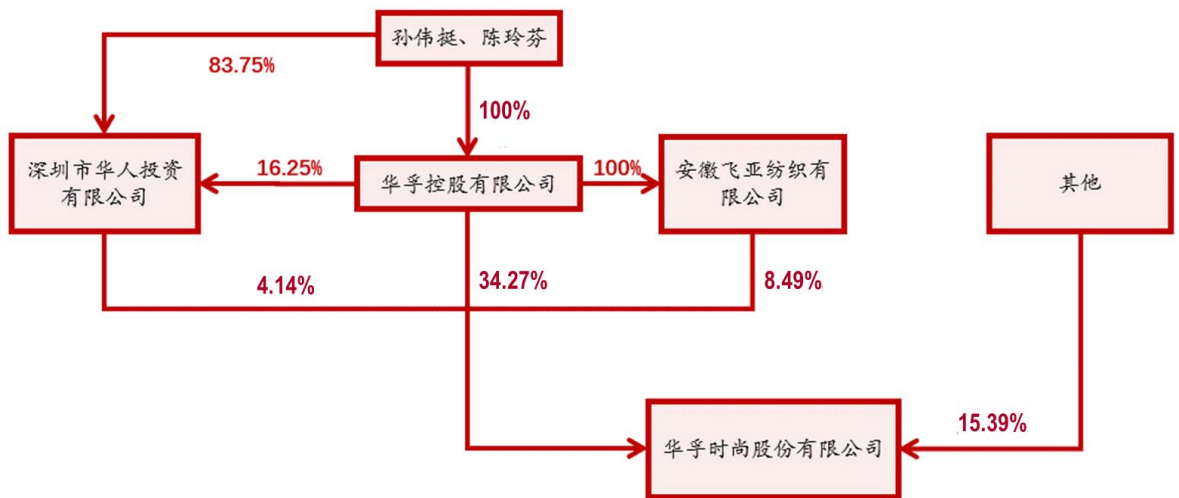 孙伟挺、陈玲芬
83.75%
100%
深圳市华人投资
有限公司
16.25%
华孚控股有限公司
100%
安徽飞亚纺织有
限公司
其他
4.14%
34.27%
8.49%
华孚时尚股份有限公司
15.39%